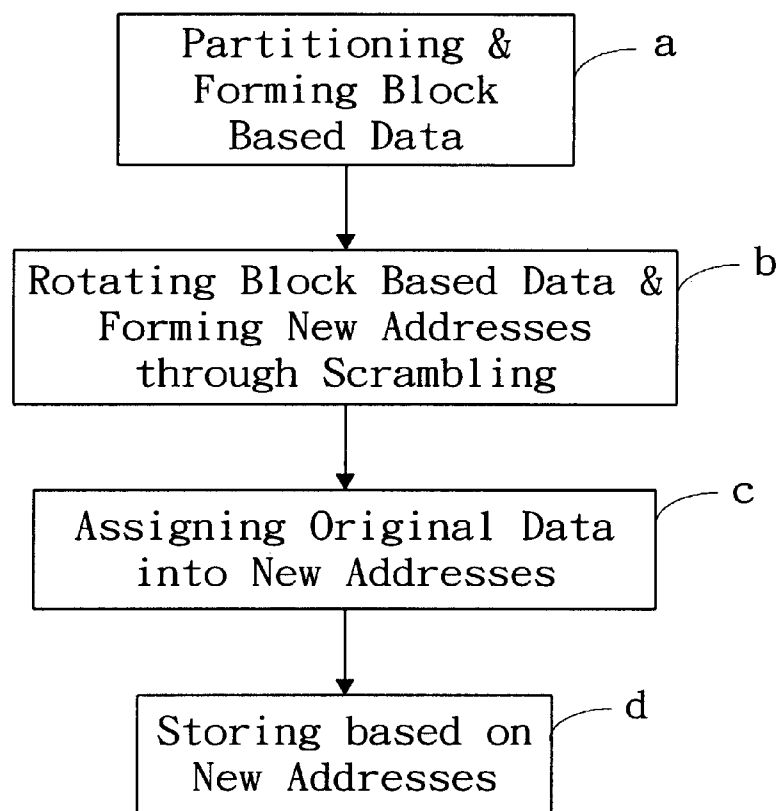 Partitioning &
Forming Block
Based Data
a
Rotating Block Based Data &
Forming New Addresses
through Scrambling
b
Assigning Original Data
into New Addresses
c
Storing based on
New Addresses
d